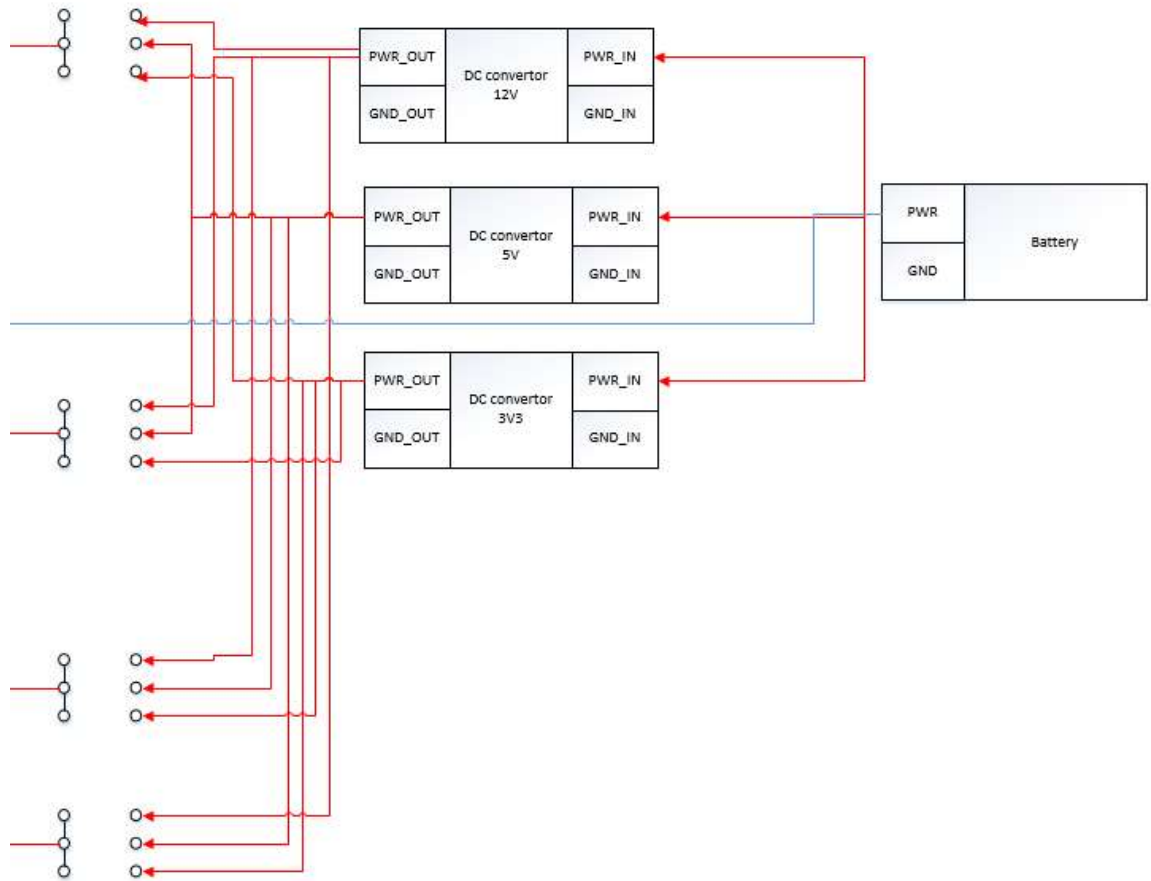 PWR_OUT
PWR_IN
DC convertor
12V
GND_OUT
GND_IN
PWR_OUT
PWR_IN
DC convertor
5V
GND_OUT
GND_IN
PWR
Battery
GND
PWR_OUT
PWR_IN
DC convertor
3V3
GND_OUT
GND_IN